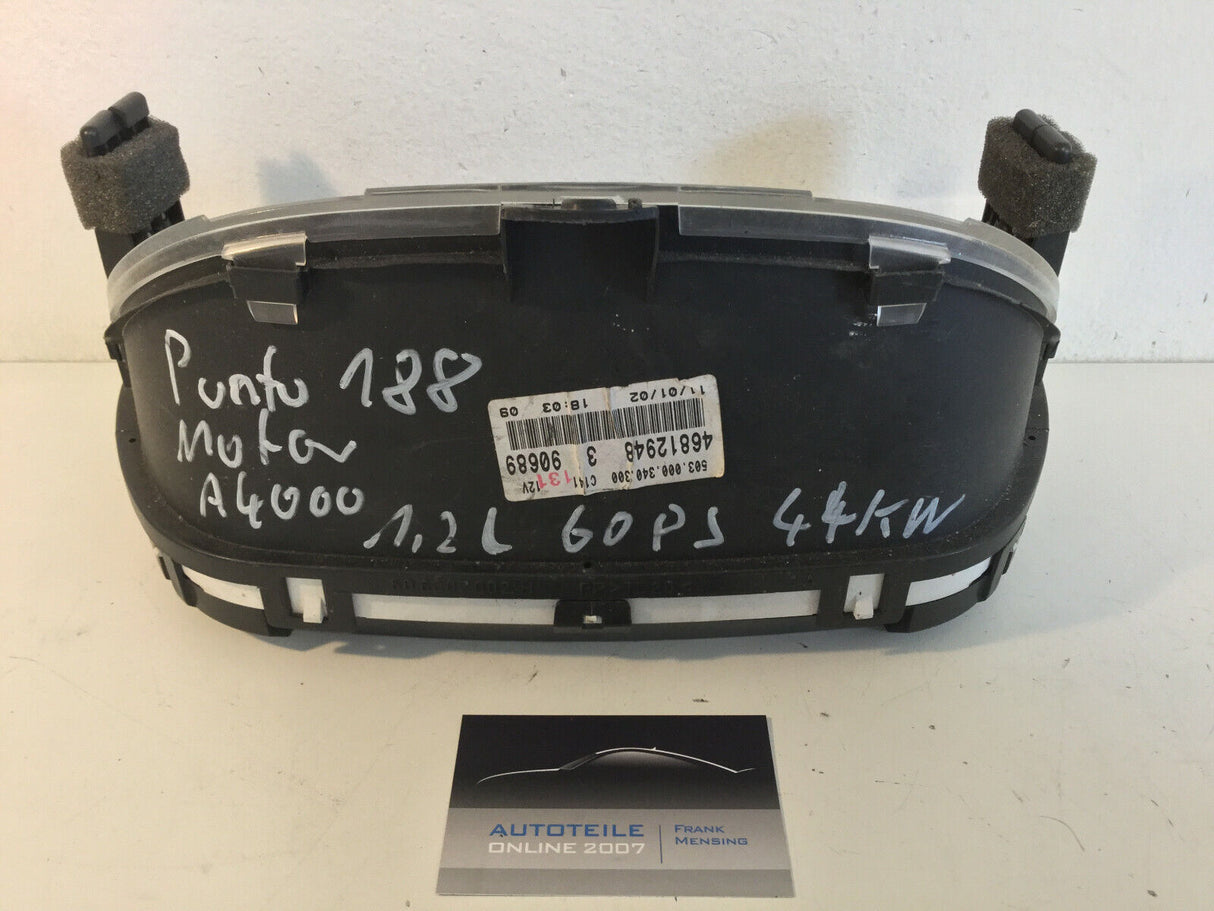 Punto 188
Motor
A4000
1,2L 60PS 44KW
503.000.340.300 C141 12V
131
46812948 3 90689
11/01/02 18:03 09
AUTOTEILE
ONLINE 2007
FRANK
MENSING